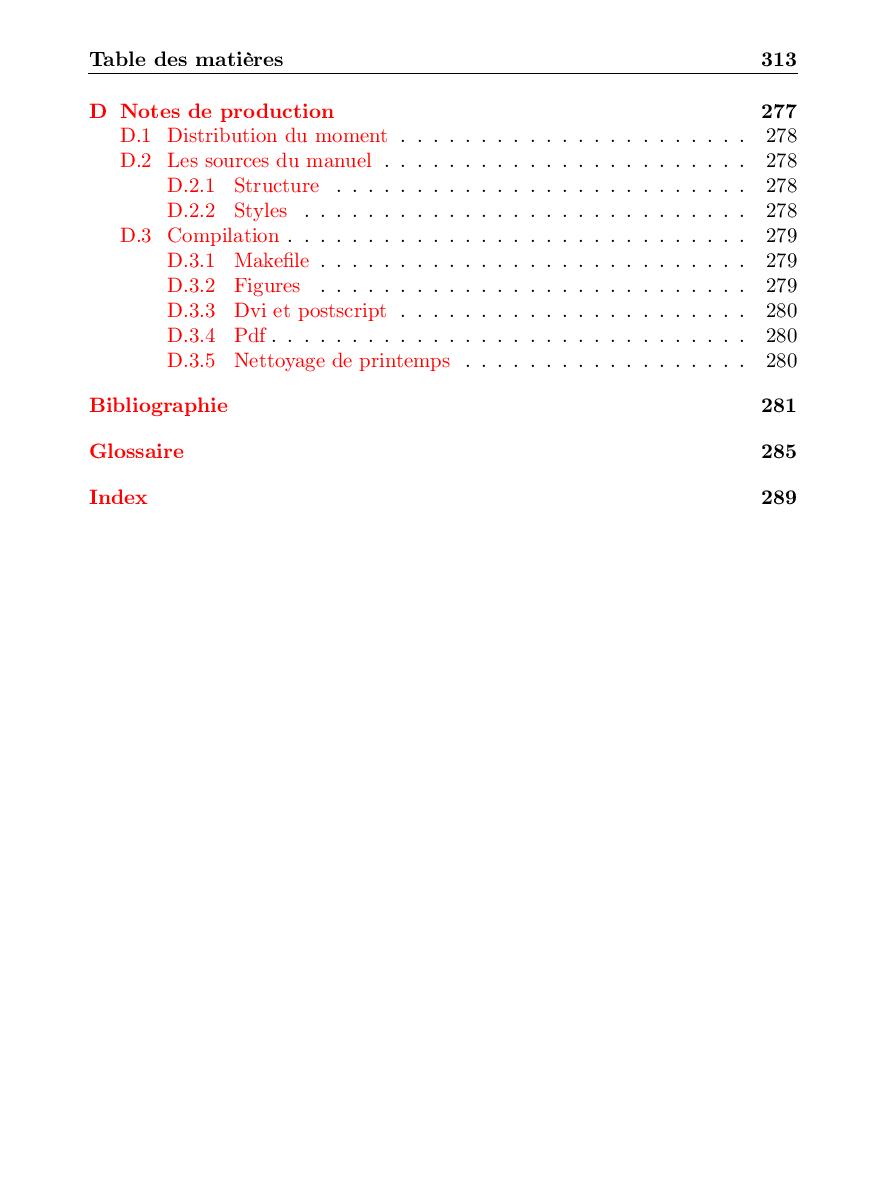 Table des matières 313
D Notes de production 277
D.1 Distribution du moment . . . . . . . . . . . . . . . . . . . . . . 278
D.2 Les sources du manuel . . . . . . . . . . . . . . . . . . . . . . . 278
D.2.1 Structure . . . . . . . . . . . . . . . . . . . . . . . . . . 278
D.2.2 Styles . . . . . . . . . . . . . . . . . . . . . . . . . . . . 278
D.3 Compilation . . . . . . . . . . . . . . . . . . . . . . . . . . . . . 279
D.3.1 Makefile . . . . . . . . . . . . . . . . . . . . . . . . . . . 279
D.3.2 Figures . . . . . . . . . . . . . . . . . . . . . . . . . . . 279
D.3.3 Dvi et postscript . . . . . . . . . . . . . . . . . . . . . . 280
D.3.4 Pdf . . . . . . . . . . . . . . . . . . . . . . . . . . . . . . 280
D.3.5 Nettoyage de printemps . . . . . . . . . . . . . . . . . . 280
Bibliographie 281
Glossaire 285
Index 289